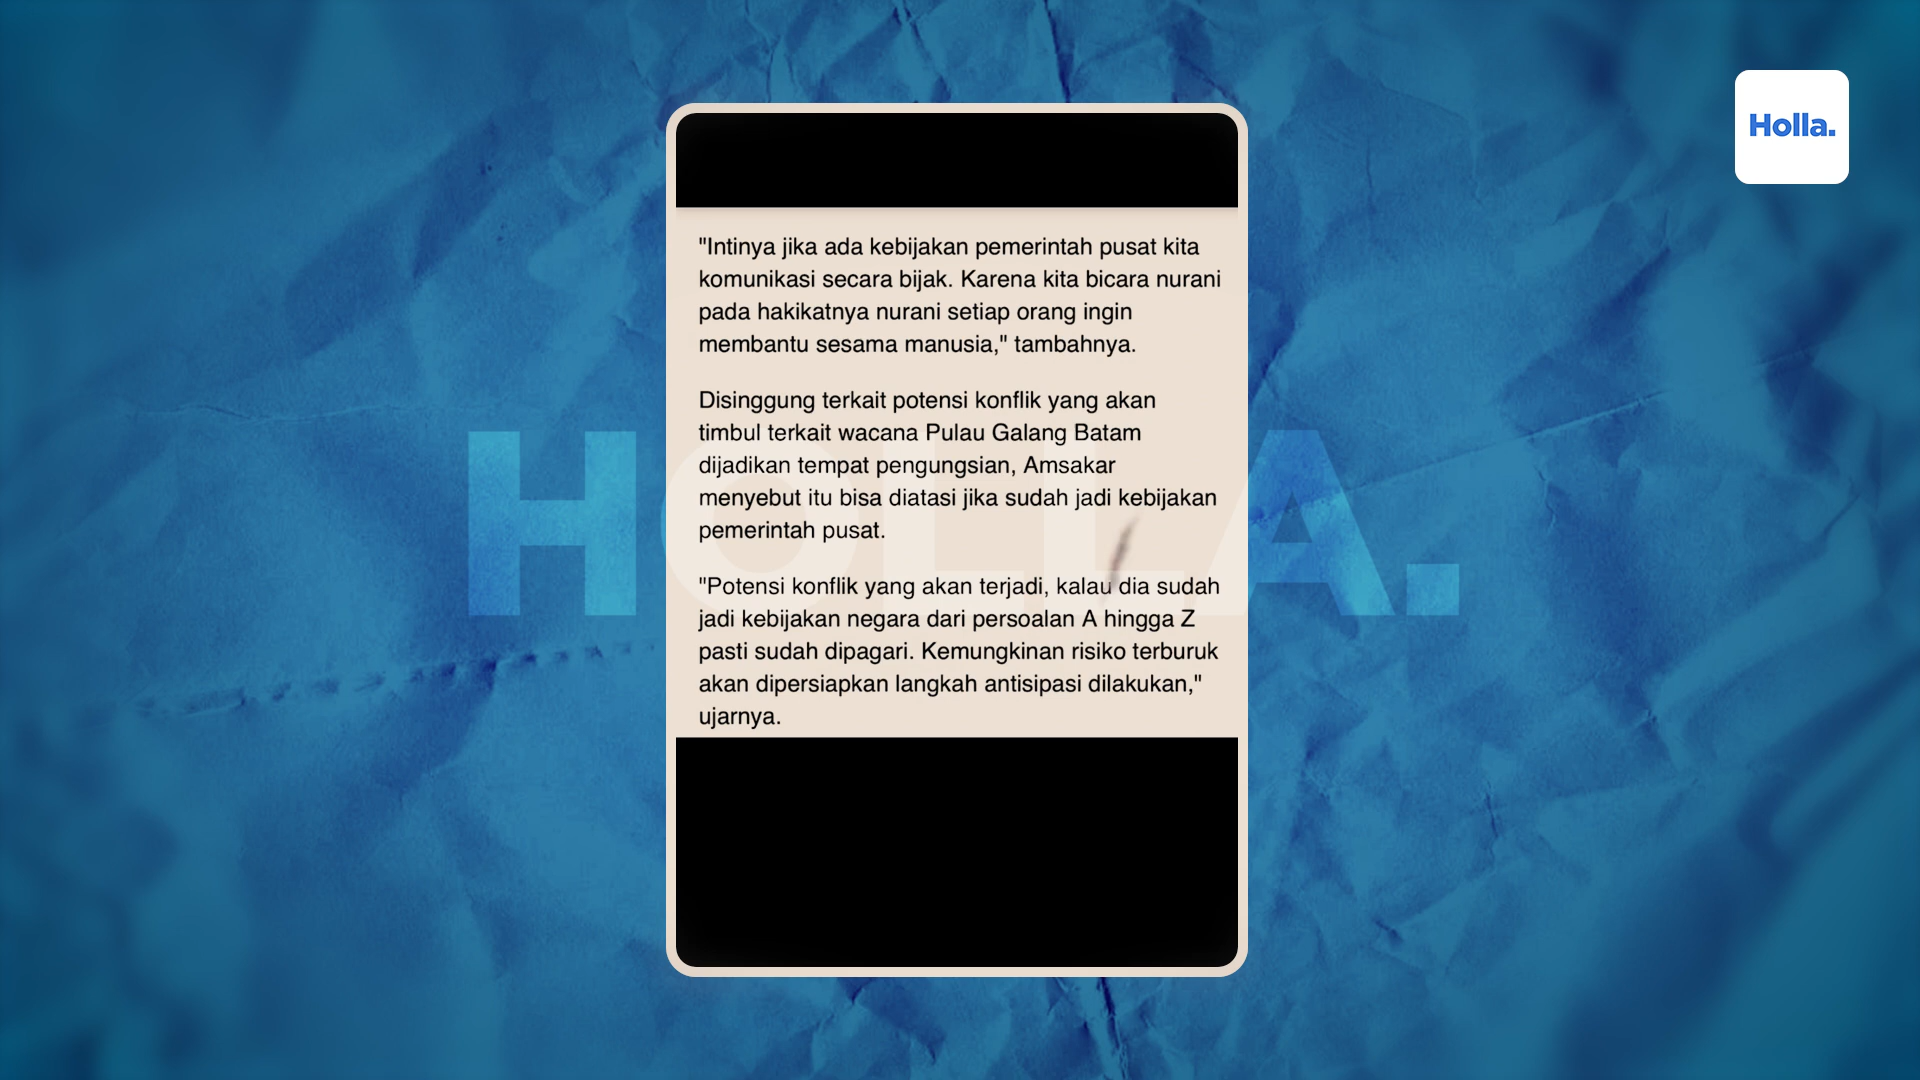 Holla.
"Intinya jika ada kebijakan pemerintah pusat kita
komunikasi secara bijak. Karena kita bicara nurani
pada hakikatnya nurani setiap orang ingin
membantu sesama manusia," tambahnya.
Disinggung terkait potensi konflik yang akan
timbul terkait wacana Pulau Galang Batam
dijadikan tempat pengungsian, Amsakar
menyebut itu bisa diatasi jika sudah jadi kebijakan
pemerintah pusat.
"Potensi konflik yang akan terjadi, kalau dia sudah
jadi kebijakan negara dari persoalan A hingga Z
pasti sudah dipagari. Kemungkinan risiko terburuk
akan dipersiapkan langkah antisipasi dilakukan,"
ujarnya.
HOLLA.